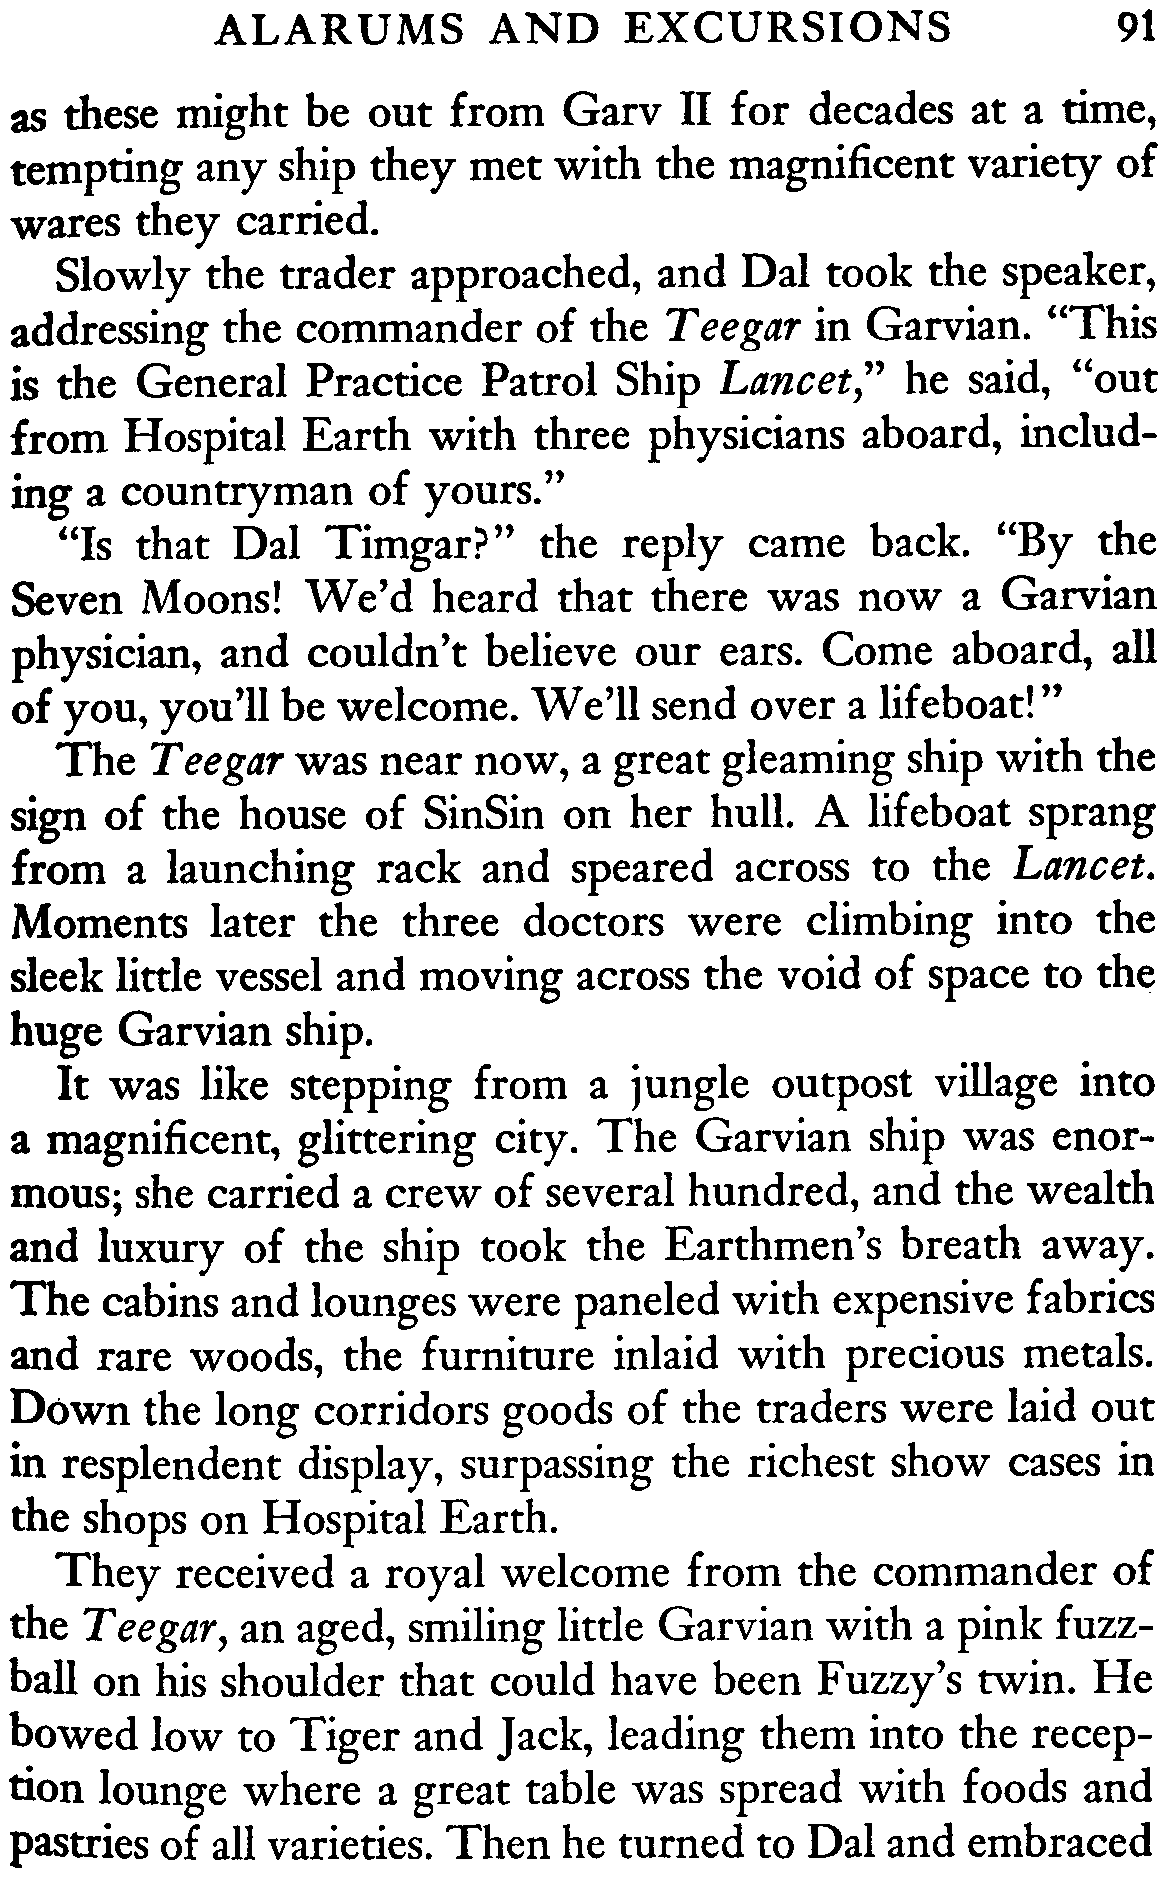 ALARUMS AND EXCURSIONS 91
as these might be out from Garv II for decades at a time,
tempting any ship they met with the magnificent variety of
wares they carried.
Slowly the trader approached, and Dal took the speaker,
addressing the commander of the Teegar in Garvian. “This
is the General Practice Patrol Ship Lancet,” he said, “out
from Hospital Earth with three physicians aboard, includ-
ing a countryman of yours.”
“Is that Dal Timgar?” the reply came back. “By the
Seven Moons! We’d heard that there was now a Garvian
physician, and couldn’t believe our ears. Come aboard, all
of you, you’ll be welcome. We’ll send over a lifeboat!”
The Teegar was near now, a great gleaming ship with the
sign of the house of SinSin on her hull. A lifeboat sprang
from a launching rack and speared across to the Lancet.
Moments later the three doctors were climbing into the
sleek little vessel and moving across the void of space to the
huge Garvian ship.
It was like stepping from a jungle outpost village into
a magnificent, glittering city. The Garvian ship was enor-
mous; she carried a crew of several hundred, and the wealth
and luxury of the ship took the Earthmen’s breath away.
The cabins and lounges were paneled with expensive fabrics
and rare woods, the furniture inlaid with precious metals.
Down the long corridors goods of the traders were laid out
in resplendent display, surpassing the richest show cases in
the shops on Hospital Earth.
They received a royal welcome from the commander of
the Teegar, an aged, smiling little Garvian with a pink fuzz-
ball on his shoulder that could have been Fuzzy’s twin. He
bowed low to Tiger and Jack, leading them into the recep-
tion lounge where a great table was spread with foods and
pastries of all varieties. Then he turned to Dal and embraced